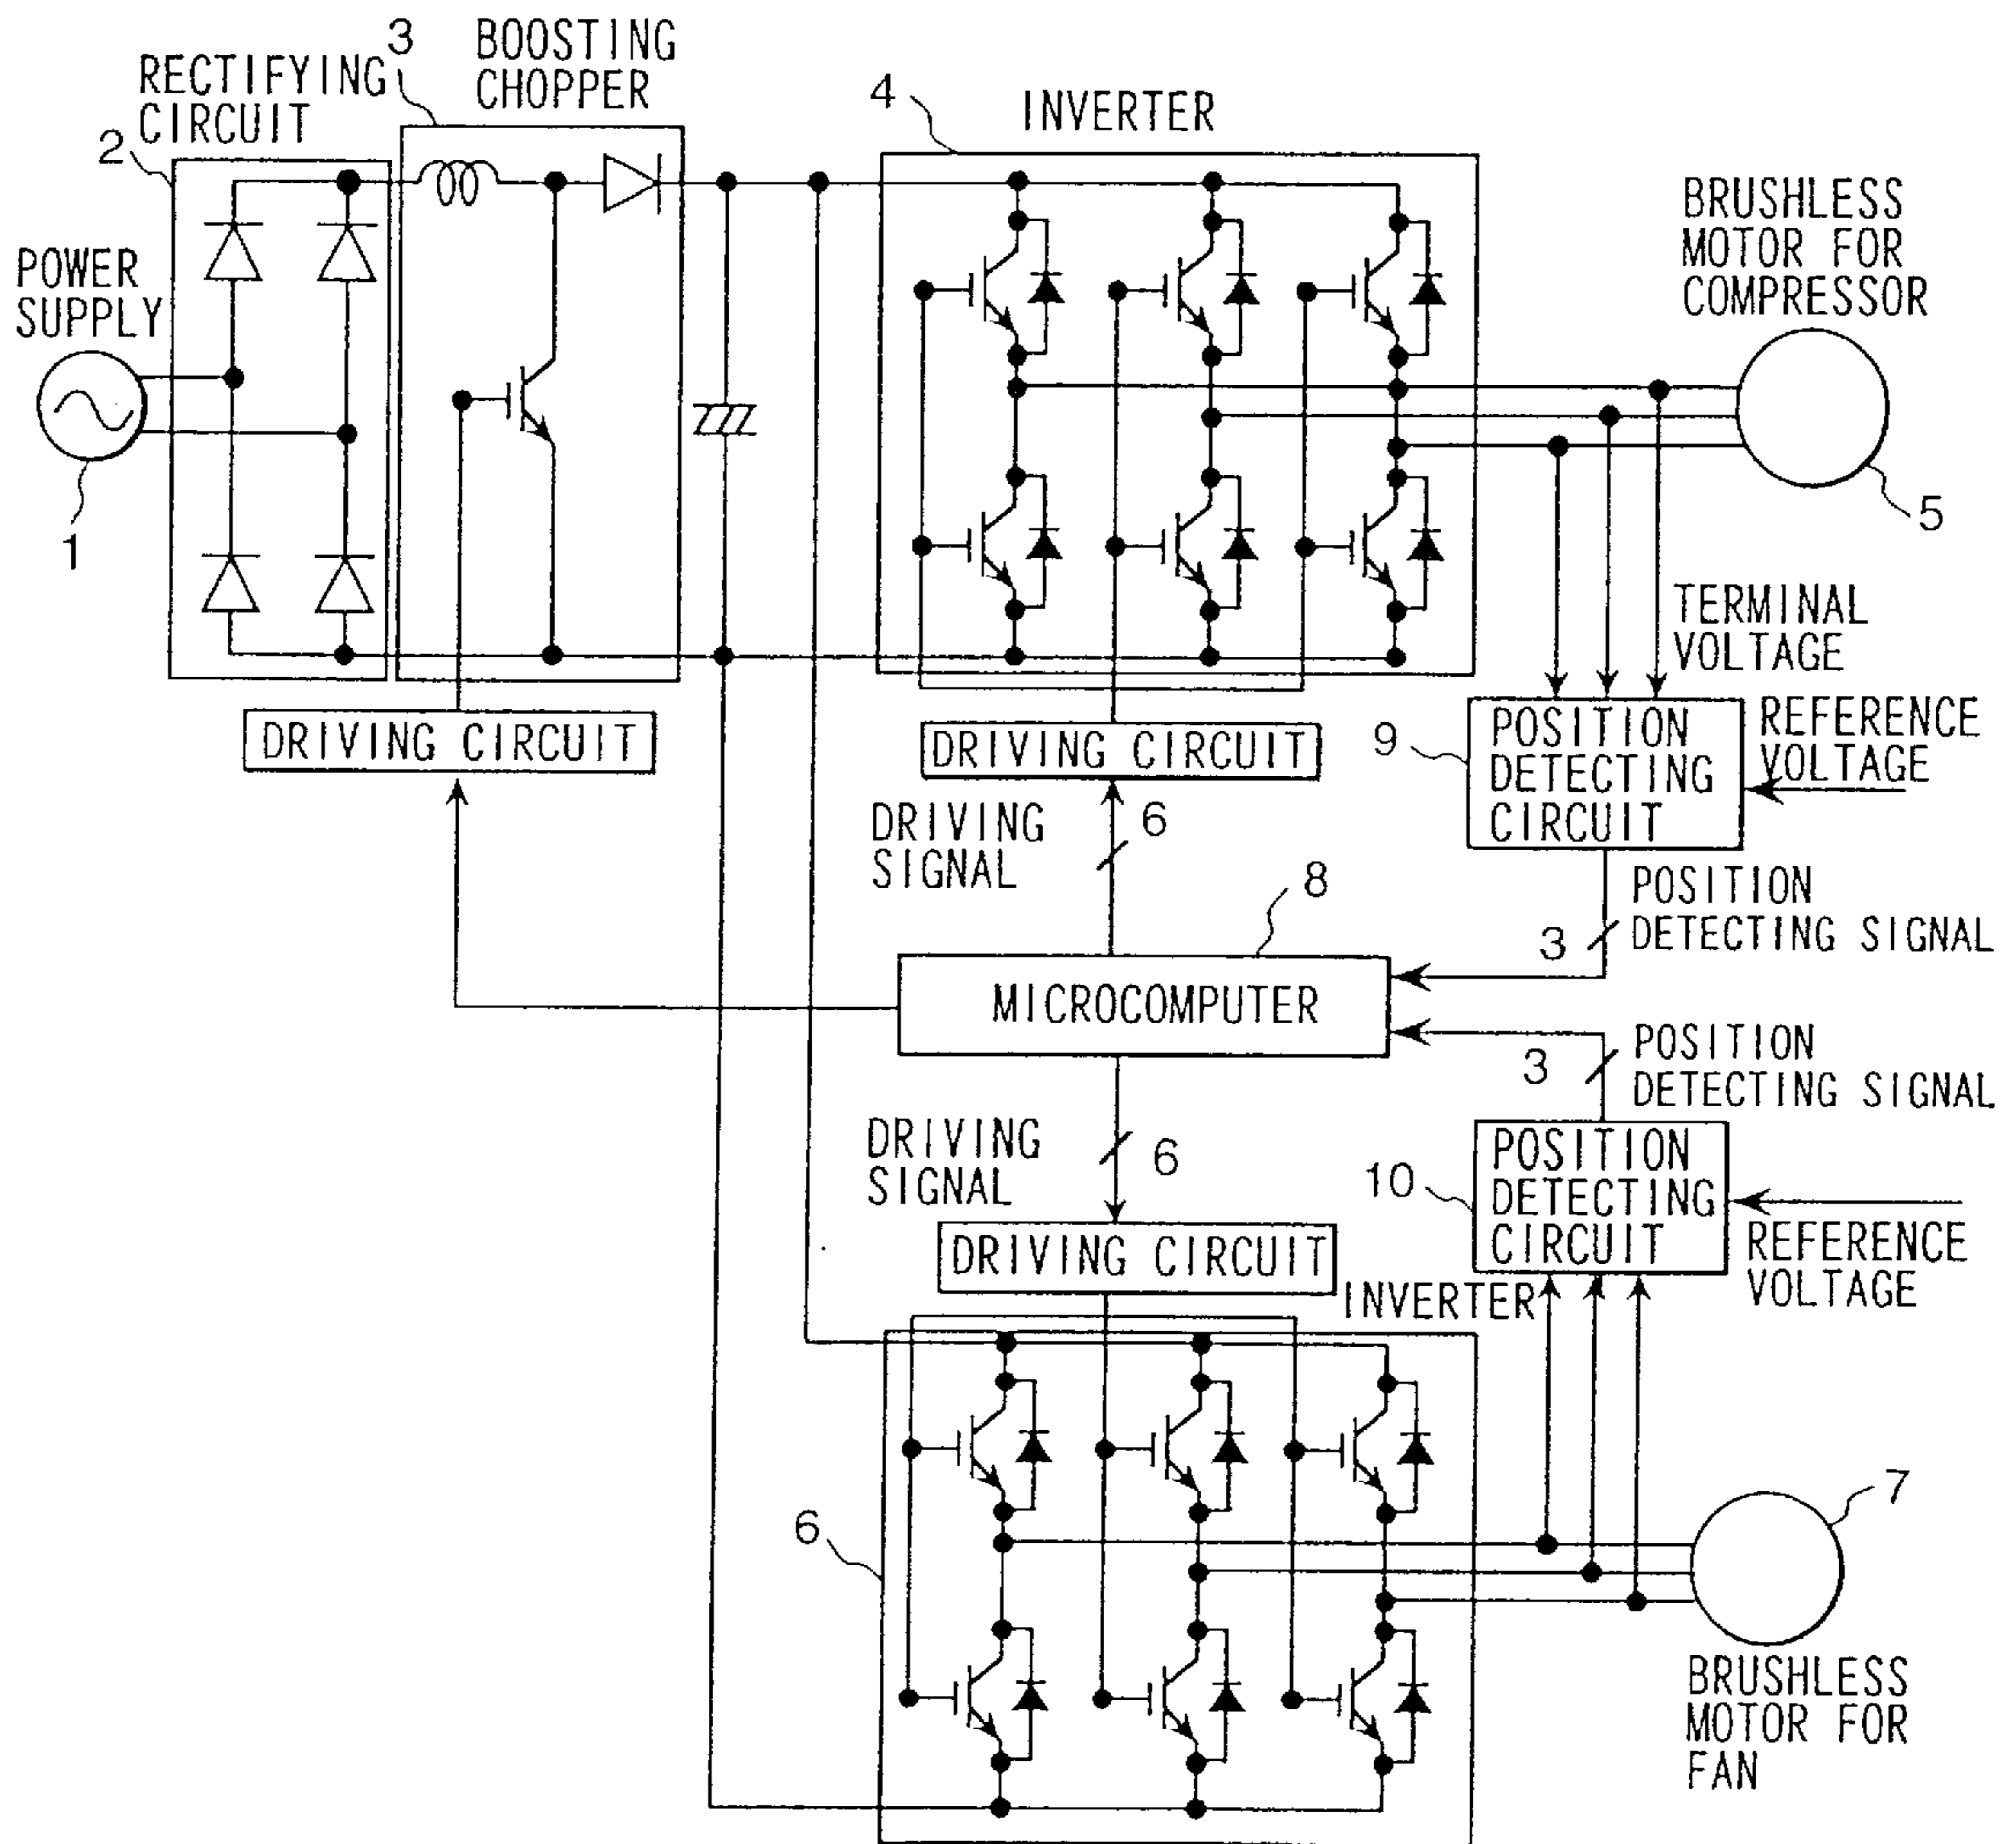 3
BOOSTING
CHOPPER
RECTIFYING
CIRCUIT
2
4
INVERTER
POWER
SUPPLY
1
BRUSHLESS
MOTOR FOR
COMPRESSOR
5
TERMINAL
VOLTAGE
DRIVING CIRCUIT
DRIVING CIRCUIT
9
POSITION
DETECTING
CIRCUIT
REFERENCE
VOLTAGE
DRIVING
SIGNAL
6
8
3
POSITION
DETECTING SIGNAL
MICROCOMPUTER
3
POSITION
DETECTING SIGNAL
DRIVING
SIGNAL
6
10
POSITION
DETECTING
CIRCUIT
REFERENCE
VOLTAGE
DRIVING CIRCUIT
INVERTER
6
7
BRUSHLESS
MOTOR FOR
FAN